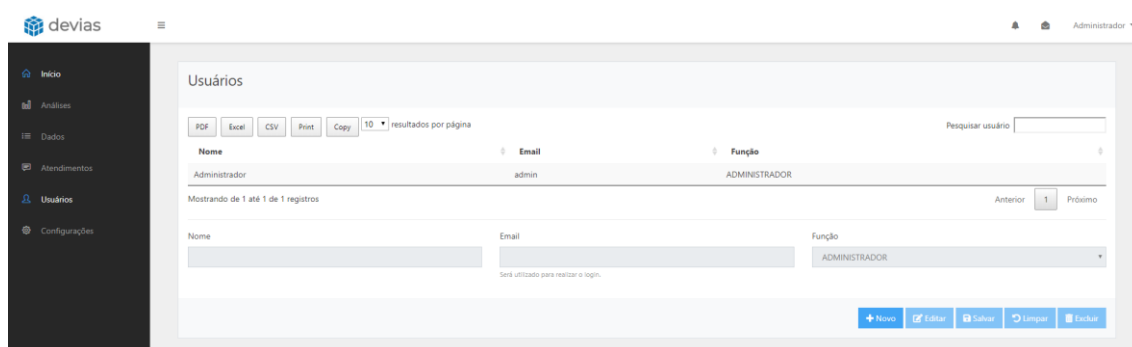 devias
Administrador
Início
Análises
Dados
Atendimentos
Usuários
Configurações
Usuários
PDF Excel CSV Print Copy 10 resultados por página
Pesquisar usuário
Nome Email Função
Administrador admin ADMINISTRADOR
Mostrando de 1 até 1 de 1 registros
Anterior 1 Próximo
Nome Email Função
ADMINISTRADOR
Será utilizado para realizar o login.
Novo Editar Salvar Limpar Excluir